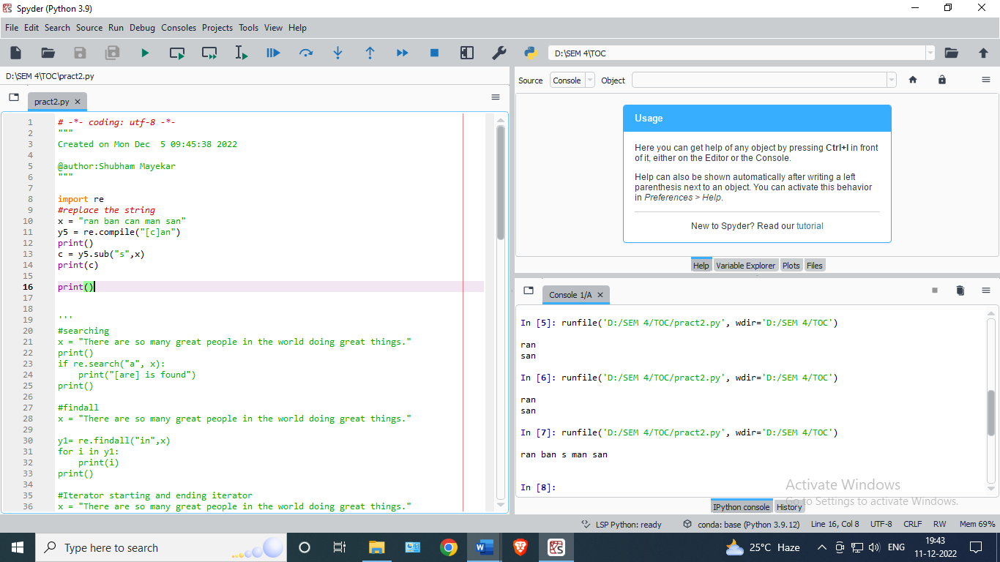 Spyder (Python 3.9)
File Edit Search Source Run Debug Consoles Projects Tools View Help
D:\SEM 4\TOC
D:\SEM 4\TOC\pract2.py
pract2.py
1 # -*- coding: utf-8 -*-
2 """
3 Created on Mon Dec  5 09:45:38 2022
4
5 @author:Shubham Mayekar
6 """
7
8 import re
9 #replace the string
10 x = "ran ban can man san"
11 y5 = re.compile("[c]an")
12 print()
13 c = y5.sub("s",x)
14 print(c)
15
16 print()
17
18
19 '''
20 #searching
21 x = "There are so many great people in the world doing great things."
22 print()
23 if re.search("a", x):
24     print("[are] is found")
25 print()
26
27 #findall
28 x = "There are so many great people in the world doing great things."
29
30 y1= re.findall("in",x)
31 for i in y1:
32     print(i)
33 print()
34
35 #Iterator starting and ending iterator
36 x = "There are so many great people in the world doing great things."
Source Console Object
Usage
Here you can get help of any object by pressing Ctrl+I in front
of it, either on the Editor or the Console.
Help can also be shown automatically after writing a left
parenthesis next to an object. You can activate this behavior
in Preferences > Help.
New to Spyder? Read our tutorial
Help Variable Explorer Plots Files
Console 1/A
In [5]: runfile('D:/SEM 4/TOC/pract2.py', wdir='D:/SEM 4/TOC')
ran
san
In [6]: runfile('D:/SEM 4/TOC/pract2.py', wdir='D:/SEM 4/TOC')
ran
san
In [7]: runfile('D:/SEM 4/TOC/pract2.py', wdir='D:/SEM 4/TOC')
ran ban s man san
In [8]:
Activate Windows
Go to Settings to activate Windows.
IPython console History
LSP Python: ready conda: base (Python 3.9.12) Line 16, Col 8 UTF-8 CRLF RW Mem 69%
Type here to search
25°C Haze ENG
19:43
11-12-2022